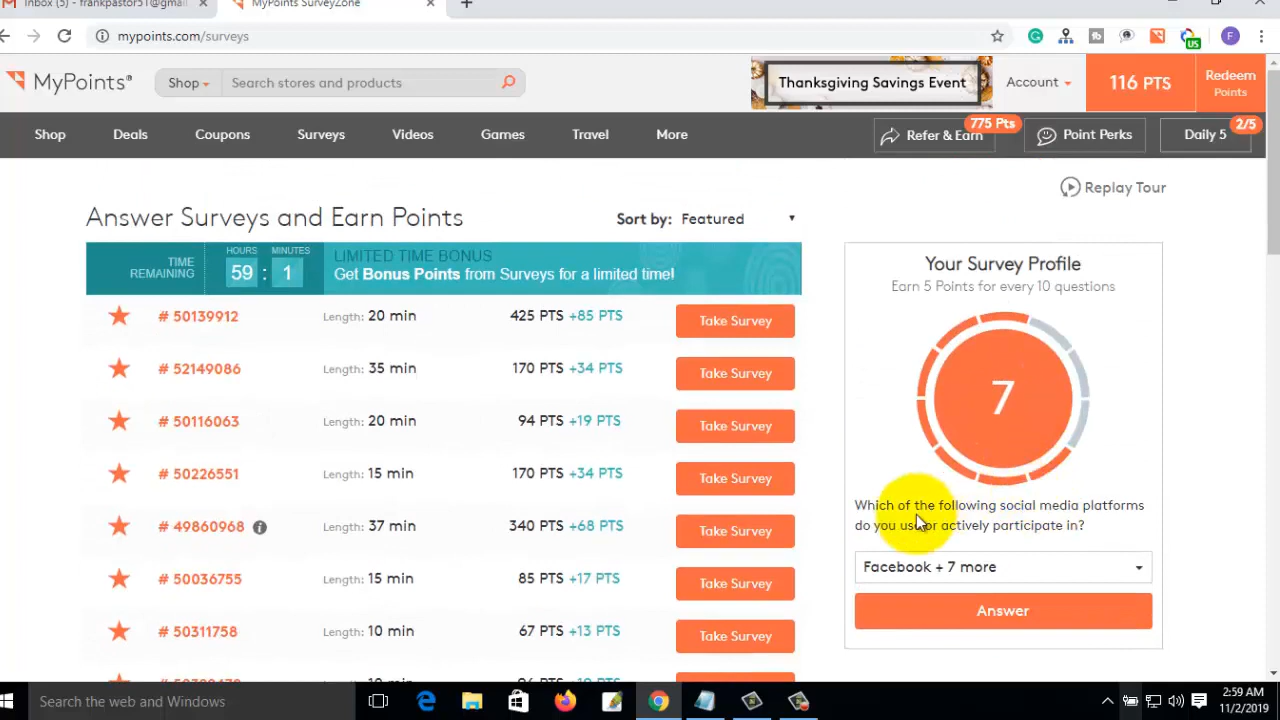 Inbox (5) - frankpastor51@gmail
MyPoints SurveyZone
mypoints.com/surveys
F
US
MyPoints®
Shop
Search stores and products
Thanksgiving Savings Event
Account
116 PTS
Redeem
Points
Shop
Deals
Coupons
Surveys
Videos
Games
Travel
More
Refer & Earn
775 Pts
Point Perks
Daily 5
2/5
Replay Tour
Answer Surveys and Earn Points
Sort by: Featured
TIME
REMAINING
HOURS
MINUTES
59 : 1
LIMITED TIME BONUS
Get Bonus Points from Surveys for a limited time!
# 50139912 Length: 20 min 425 PTS +85 PTS Take Survey
# 52149086 Length: 35 min 170 PTS +34 PTS Take Survey
# 50116063 Length: 20 min 94 PTS +19 PTS Take Survey
# 50226551 Length: 15 min 170 PTS +34 PTS Take Survey
# 49860968 Length: 37 min 340 PTS +68 PTS Take Survey
# 50036755 Length: 15 min 85 PTS +17 PTS Take Survey
# 50311758 Length: 10 min 67 PTS +13 PTS Take Survey
Your Survey Profile
Earn 5 Points for every 10 questions
7
Which of the following social media platforms
do you use or actively participate in?
Facebook + 7 more
Answer
Search the web and Windows
2:59 AM
11/2/2019